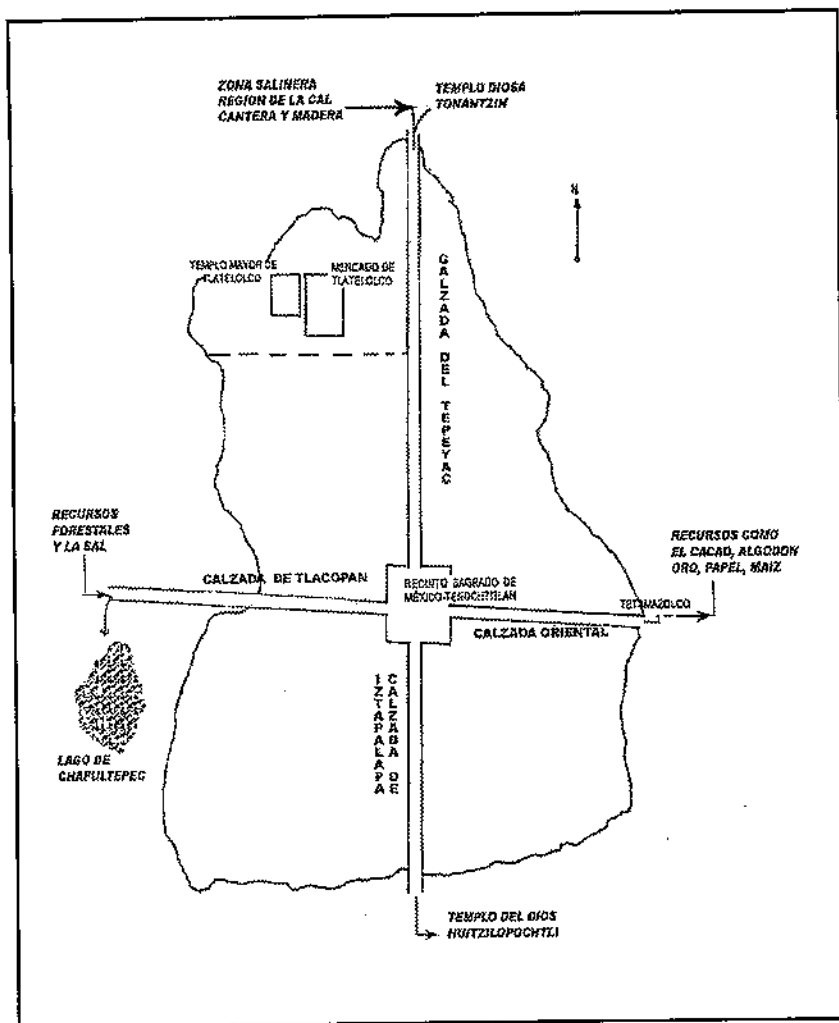 ZONA SALINERA
REGION DE LA CAL
CANTERA Y MADERA
TEMPLO DIOSA
TONANTZIN
N
TEMPLO MAYOR DE
TLATELOLCO
MERCADO DE
TLATELOLCO
CALZADA DEL TEPEYAC
RECURSOS
FORESTALES
Y LA SAL
CALZADA DE TLACOPAN
RECINTO SAGRADO DE
MÉXICO-TENOCHTITLAN
RECURSOS COMO
EL CACAO, ALGODON
ORO, PAPEL, MAIZ
TETAMAZOLCO
CALZADA ORIENTAL
CALZADA DE
IZTAPALAPA
LAGO DE
CHAPULTEPEC
TEMPLO DEL DIOS
HUITZILOPOCHTLI